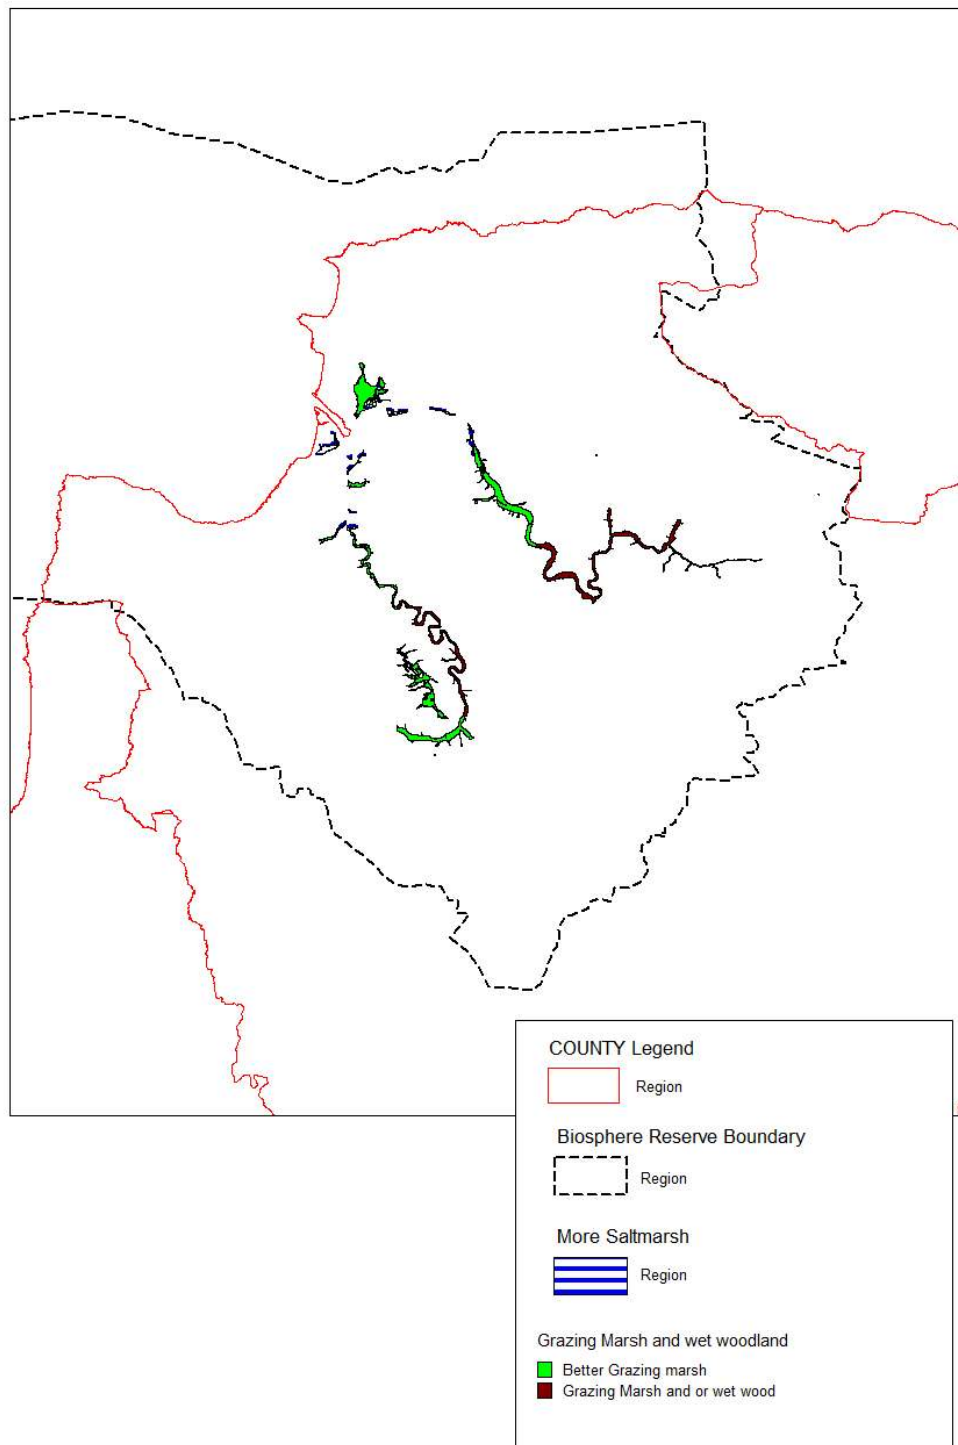 COUNTY Legend
Region
Biosphere Reserve Boundary
Region
More Saltmarsh
Region
Grazing Marsh and wet woodland
Better Grazing marsh
Grazing Marsh and or wet wood